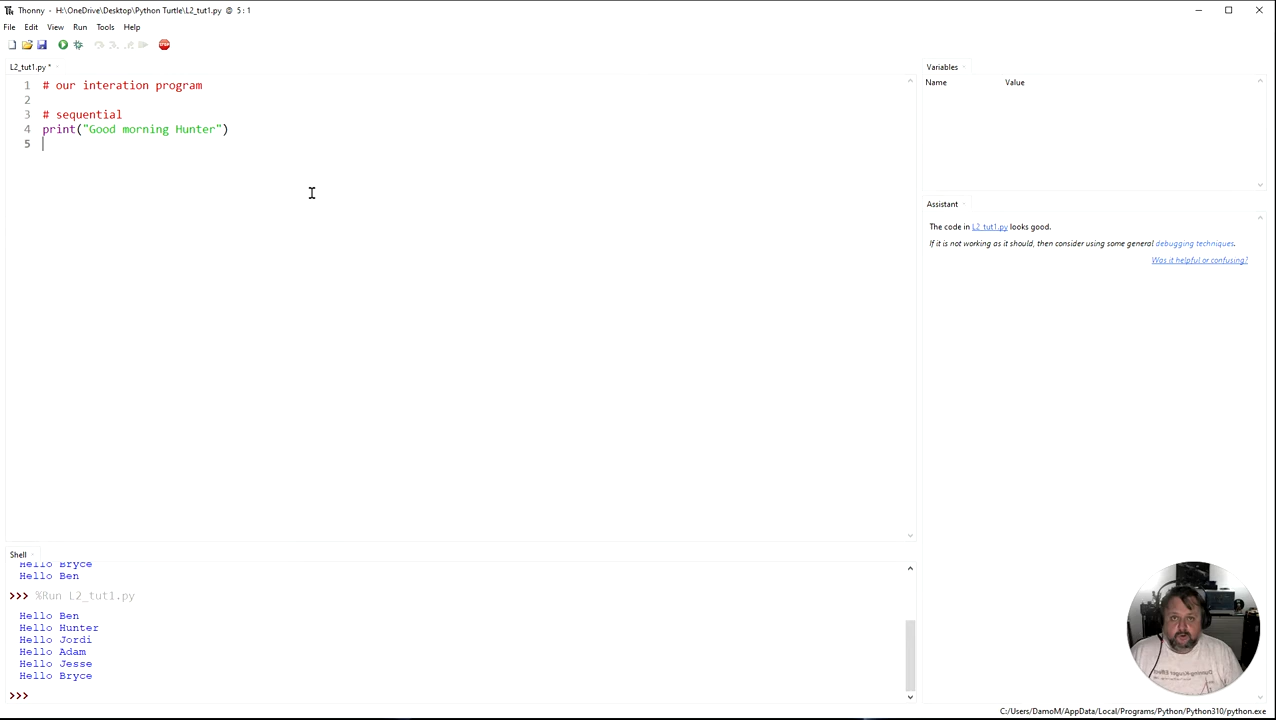 Thonny - H:\OneDrive\Desktop\Python Turtle\L2_tut1.py @ 5 : 1
File Edit View Run Tools Help
STOP
L2_tut1.py *
1 # our interation program
2
3 # sequential
4 print("Good morning Hunter")
5
Variables
Name Value
Assistant
The code in L2_tut1.py looks good.
If it is not working as it should, then consider using some general debugging techniques.
Was it helpful or confusing?
Shell
Hello Bryce
Hello Ben
>>> %Run L2_tut1.py
Hello Ben
Hello Hunter
Hello Jordi
Hello Adam
Hello Jesse
Hello Bryce
>>>
C:/Users/DamoM/AppData/Local/Programs/Python/Python310/python.exe